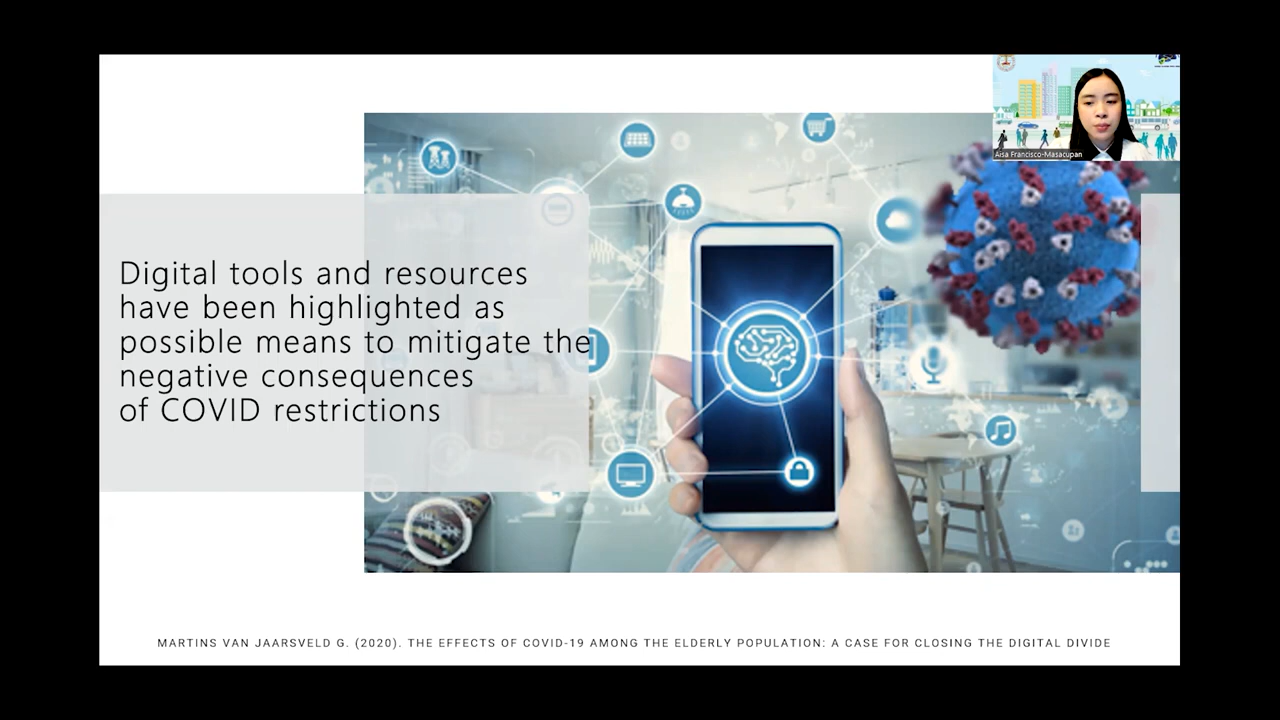 Aisa Francisco-Masacupan
Digital tools and resources
have been highlighted as
possible means to mitigate the
negative consequences
of COVID restrictions
MARTINS VAN JAARSVELD G. (2020). THE EFFECTS OF COVID-19 AMONG THE ELDERLY POPULATION: A CASE FOR CLOSING THE DIGITAL DIVIDE